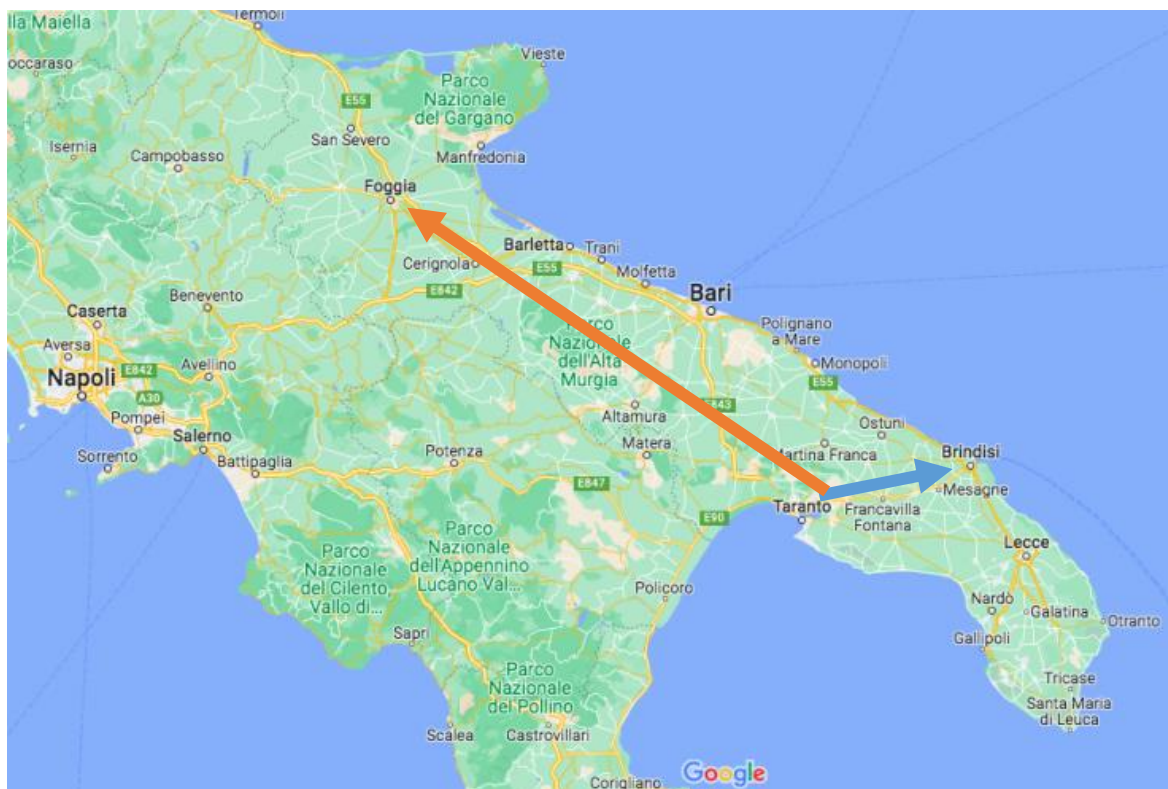 lla Maiella
Termoli
occaraso
Vieste
Parco
Nazionale
del Gargano
E55
San Severo
Isernia
Campobasso
Manfredonia
Foggia
Barletta
Trani
Cerignola
E55
Molfetta
E842
Benevento
Bari
Caserta
Parco
Nazionale
dell'Alta
Murgia
Polignano
a Mare
Aversa
Monopoli
E842
Avellino
Napoli
E55
A30
E843
Pompei
Altamura
Ostuni
Salerno
Matera
Martina Franca
Brindisi
Sorrento
Battipaglia
Potenza
E847
Mesagne
Taranto
Francavilla
Fontana
E90
Parco
Nazionale
del Cilento,
Vallo di...
Parco
Nazionale
dell'Appennino
Lucano Val...
Lecce
Policoro
Nardò
Galatina
Otranto
Sapri
Gallipoli
Parco
Nazionale
del Pollino
Tricase
Santa Maria
di Leuca
Scalea
Castrovillari
Google
Corigliano